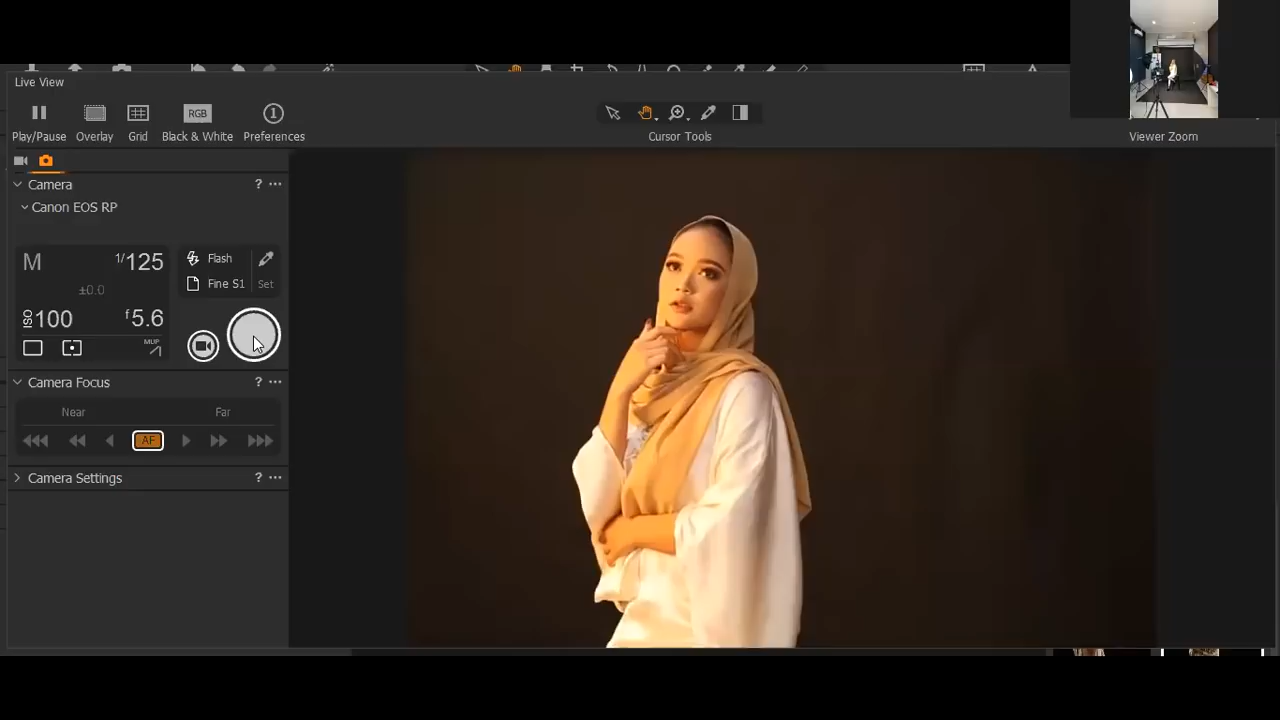 Live View
Play/Pause Overlay Grid Black & White Preferences
RGB
Cursor Tools
Viewer Zoom
Camera ? ...
Canon EOS RP
M 1/125
±0.0
ISO 100 f5.6
MUP
Flash
Fine S1 Set
Camera Focus ? ...
Near Far
AF
Camera Settings ? ...